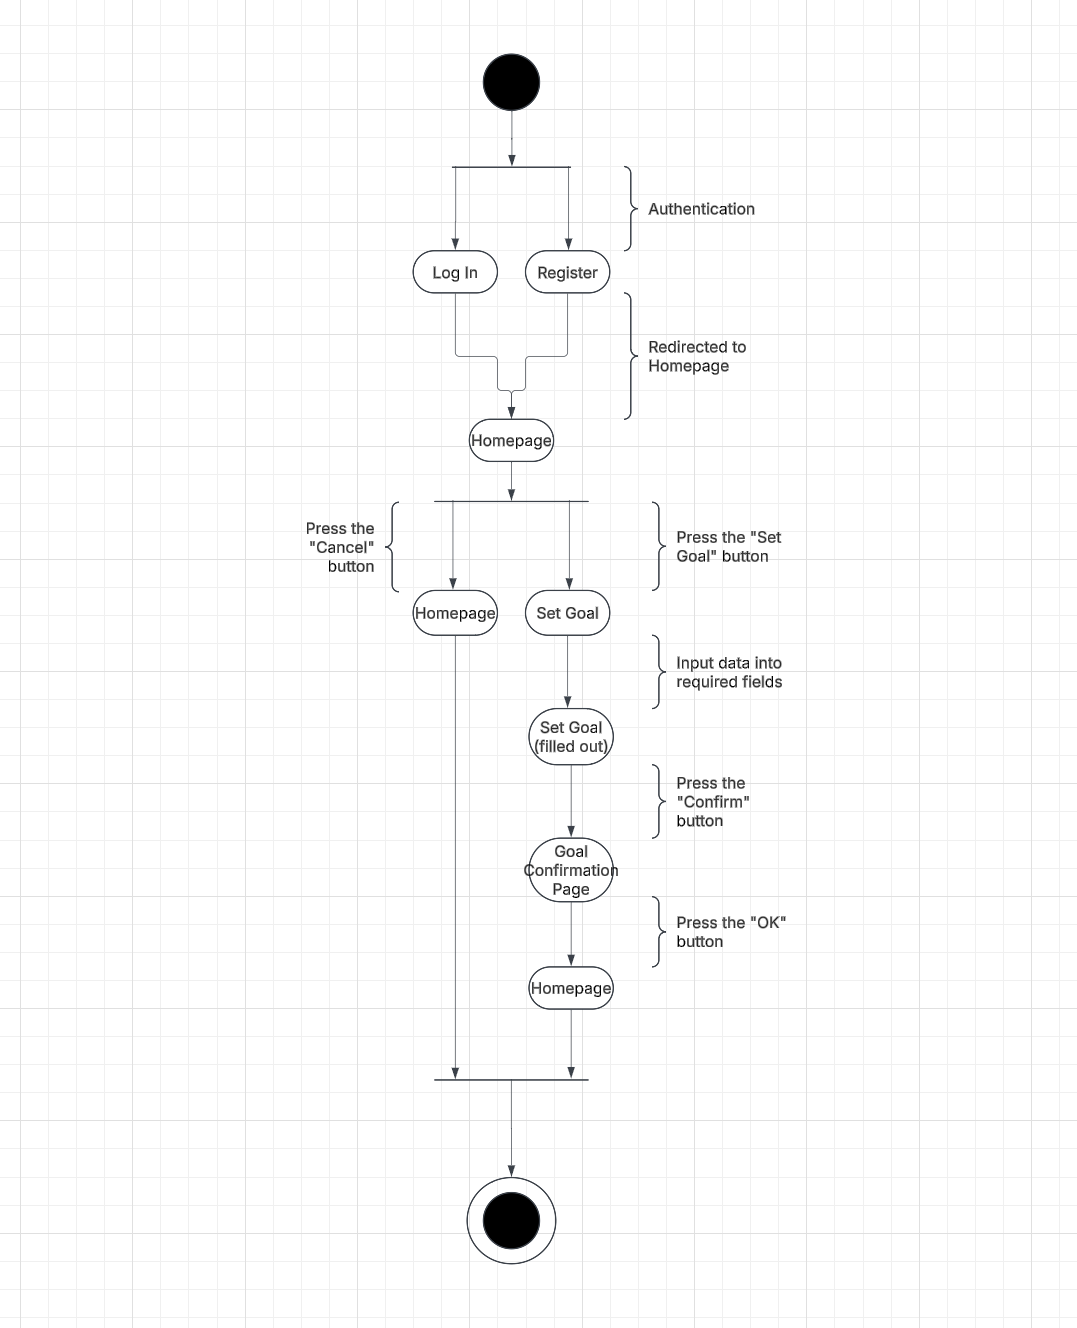 Authentication
Log In
Register
Redirected to
Homepage
Homepage
Press the
"Cancel"
button
Press the "Set
Goal" button
Homepage
Set Goal
Input data into
required fields
Set Goal
(filled out)
Press the
"Confirm"
button
Goal
Confirmation
Page
Press the "OK"
button
Homepage